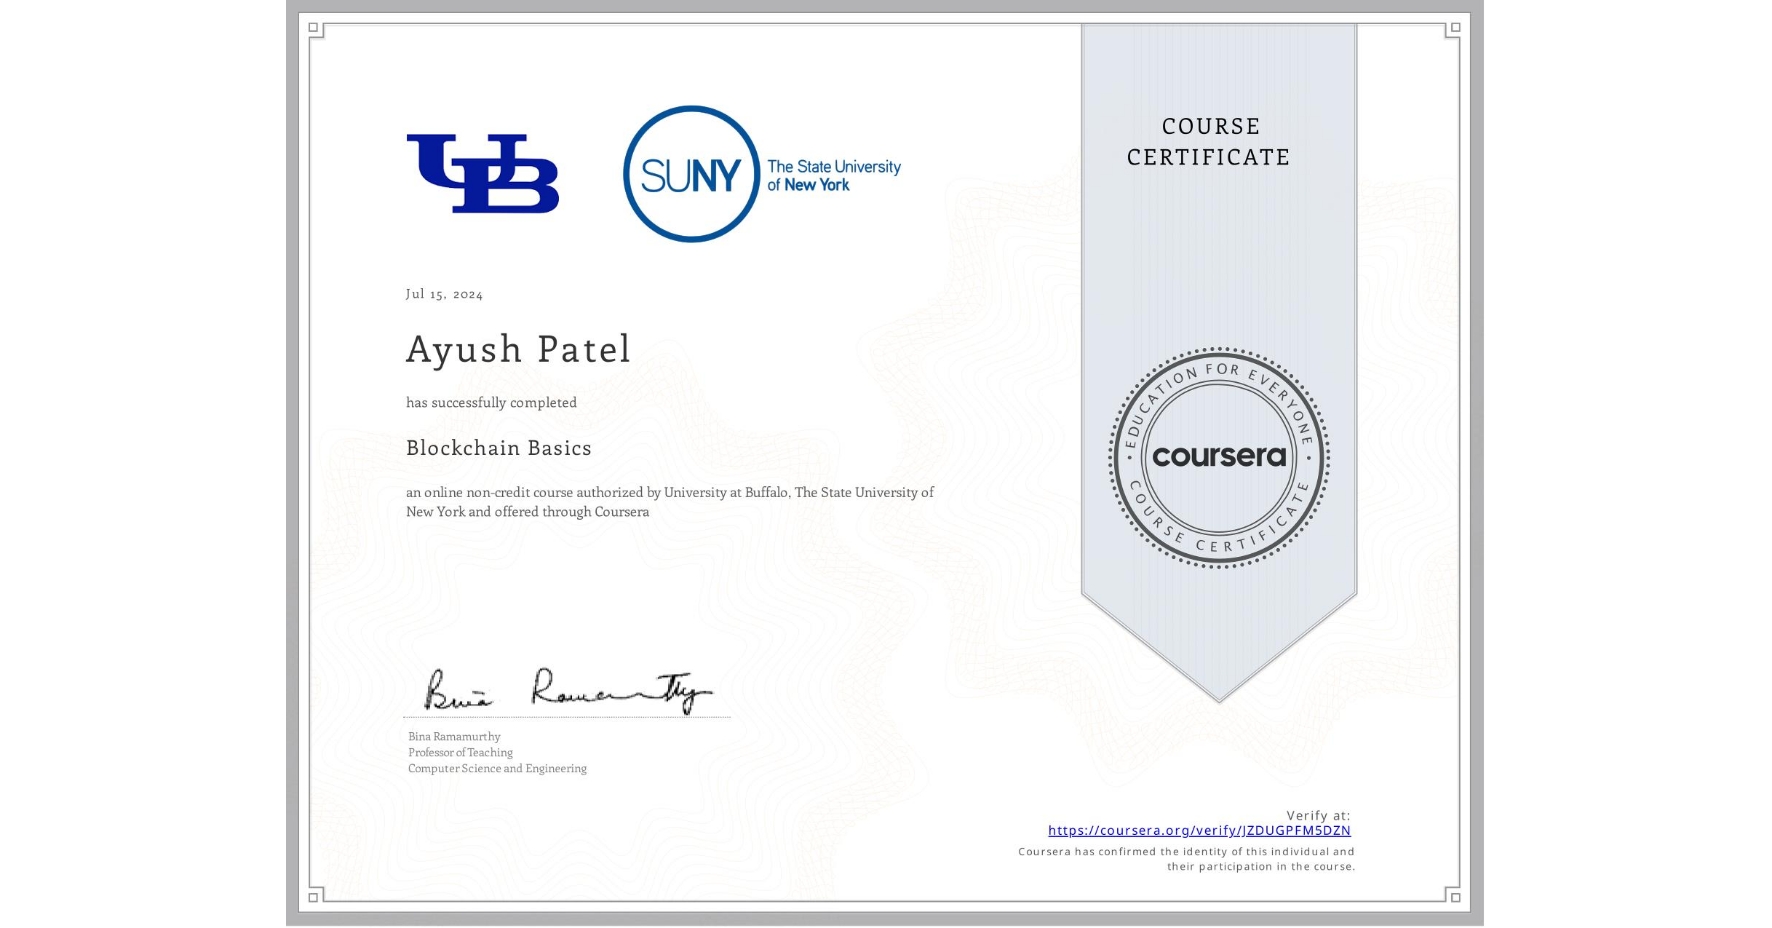 UB
SUNY
The State University
of New York
COURSE
CERTIFICATE
Jul 15, 2024
Ayush Patel
has successfully completed
Blockchain Basics
an online non-credit course authorized by University at Buffalo, The State University of
New York and offered through Coursera
EDUCATION FOR EVERYONE
coursera
COURSE CERTIFICATE
Bina Ramamurthy
Bina Ramamurthy
Professor of Teaching
Computer Science and Engineering
Verify at:
https://coursera.org/verify/JZDUGPFM5DZN
Coursera has confirmed the identity of this individual and
their participation in the course.